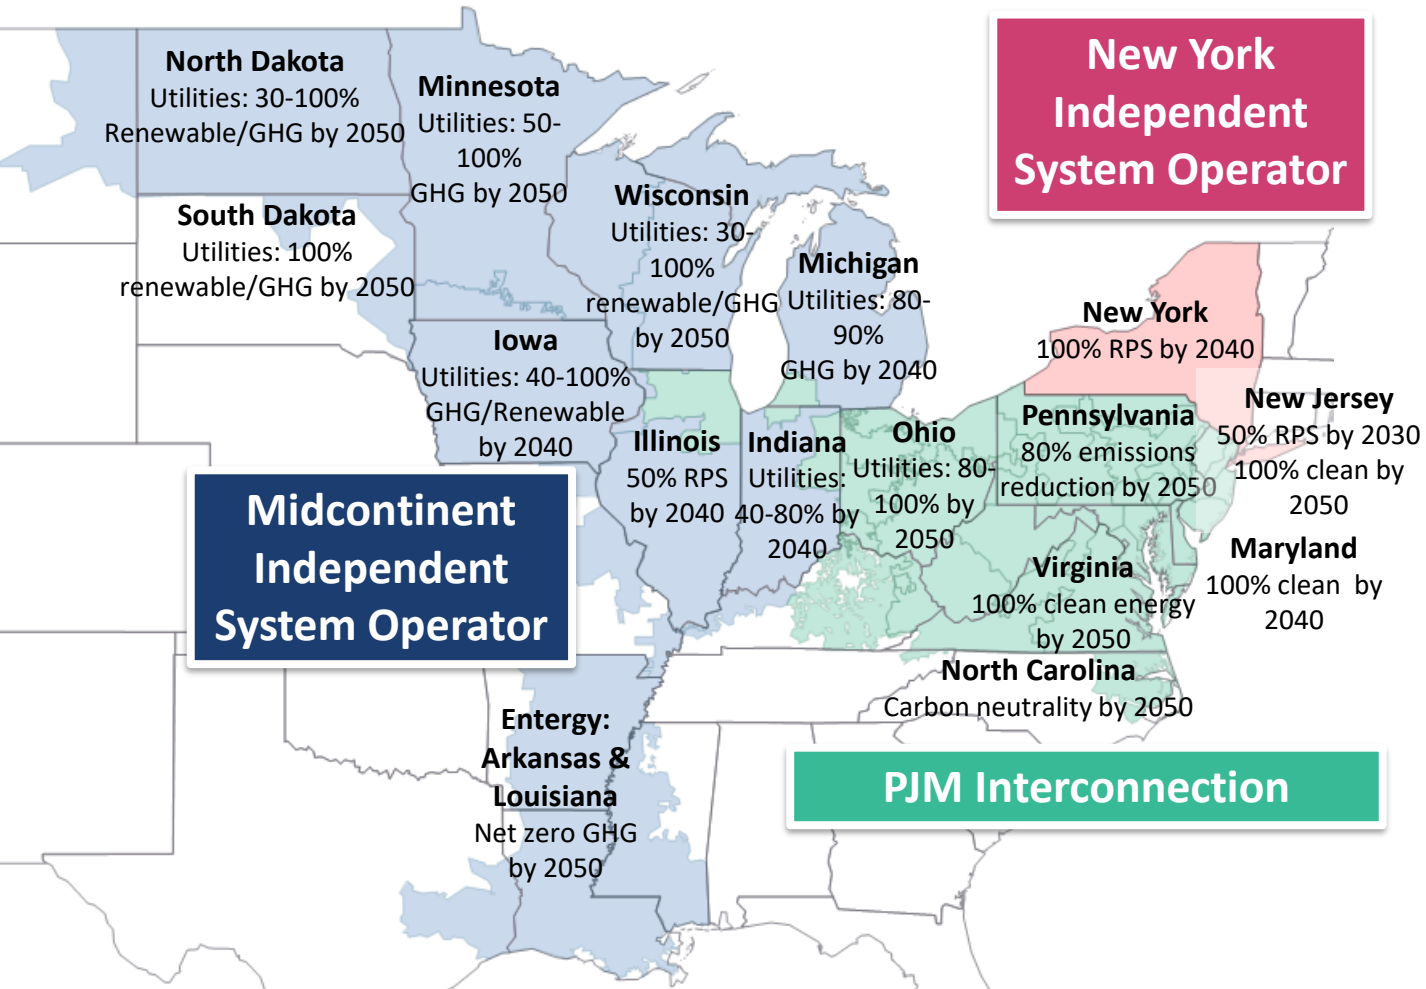 New York
Independent
System Operator
North Dakota
Utilities: 30-100%
Renewable/GHG by 2050
Minnesota
Utilities: 50-
100%
GHG by 2050
South Dakota
Utilities: 100%
renewable/GHG by 2050
Wisconsin
Utilities: 30-
100%
renewable/GHG
by 2050
Michigan
Utilities: 80-
90%
GHG by 2040
New York
100% RPS by 2040
Iowa
Utilities: 40-100%
GHG/Renewable
by 2040
Illinois
50% RPS
by 2040
Indiana
Utilities:
40-80% by
2040
Ohio
Utilities: 80-
100% by
2050
Pennsylvania
80% emissions
reduction by 2050
New Jersey
50% RPS by 2030
100% clean by
2050
Maryland
100% clean  by
2040
Virginia
100% clean energy
by 2050
North Carolina
Carbon neutrality by 2050
Midcontinent
Independent
System Operator
Entergy:
Arkansas &
Louisiana
Net zero GHG
by 2050
PJM Interconnection